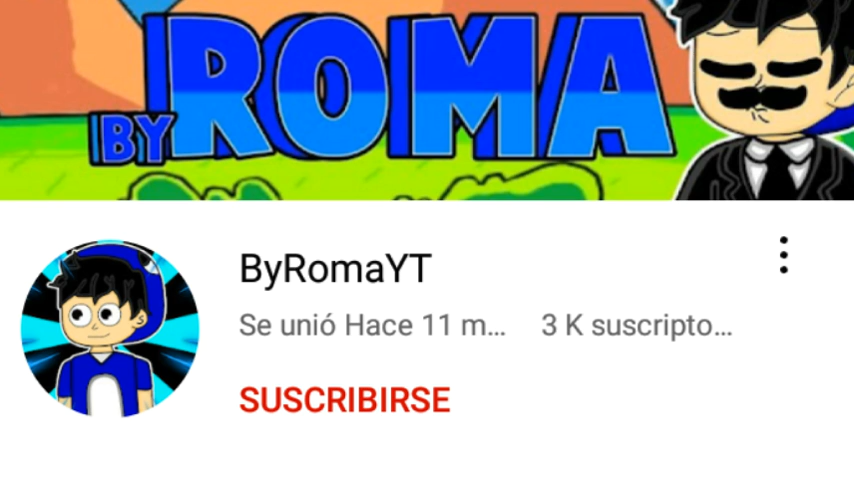 BY ROMA
ByRomaYT
Se unió Hace 11 m... 3 K suscripto...
SUSCRIBIRSE